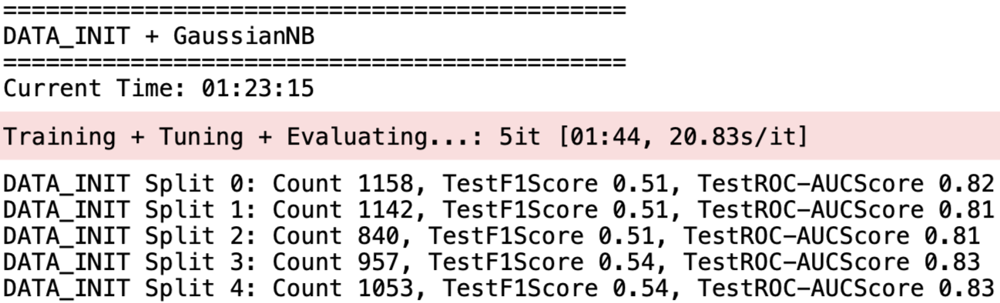 ============================================
DATA_INIT + GaussianNB
============================================
Current Time: 01:23:15
Training + Tuning + Evaluating...: 5it [01:44, 20.83s/it]
DATA_INIT Split 0: Count 1158, TestF1Score 0.51, TestROC-AUCScore 0.82
DATA_INIT Split 1: Count 1142, TestF1Score 0.51, TestROC-AUCScore 0.81
DATA_INIT Split 2: Count 840, TestF1Score 0.51, TestROC-AUCScore 0.81
DATA_INIT Split 3: Count 957, TestF1Score 0.54, TestROC-AUCScore 0.83
DATA_INIT Split 4: Count 1053, TestF1Score 0.54, TestROC-AUCScore 0.83